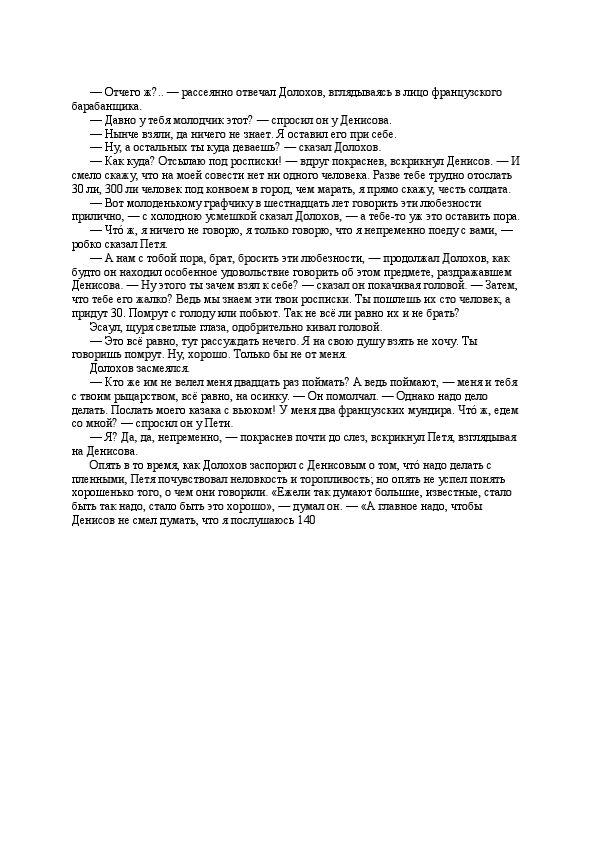 — Отчего ж?.. — рассеянно отвечал Долохов, вглядываясь в лицо французского
барабанщика.
— Давно у тебя молодчик этот? — спросил он у Денисова.
— Нынче взяли, да ничего не знает. Я оставил его при себе.
— Ну, а остальных ты куда деваешь? — сказал Долохов.
— Как куда? Отсылаю под росписки! — вдруг покраснев, вскрикнул Денисов. — И
смело скажу, что на моей совести нет ни одного человека. Разве тебе трудно отослать
30 ли, 300 ли человек под конвоем в город, чем марать, я прямо скажу, честь солдата.
— Вот молоденькому графчику в шестнадцать лет говорить эти любезности
прилично, — с холодною усмешкой сказал Долохов, — а тебе-то уж это оставить пора.
— Что́ ж, я ничего не говорю, я только говорю, что я непременно поеду с вами, —
робко сказал Петя.
— А нам с тобой пора, брат, бросить эти любезности, — продолжал Долохов, как
будто он находил особенное удовольствие говорить об этом предмете, раздражавшем
Денисова. — Ну этого ты зачем взял к себе? — сказал он покачивая головой. — Затем,
что тебе его жалко? Ведь мы знаем эти твои росписки. Ты пошлешь их сто человек, а
придут 30. Помрут с голоду или побьют. Так не всё ли равно их и не брать?
Эсаул, щуря светлые глаза, одобрительно кивал головой.
— Это всё равно, тут рассуждать нечего. Я на свою душу взять не хочу. Ты
говоришь помрут. Ну, хорошо. Только бы не от меня.
Долохов засмеялся.
— Кто же им не велел меня двадцать раз поймать? А ведь поймают, — меня и тебя
с твоим рыцарством, всё равно, на осинку. — Он помолчал. — Однако надо дело
делать. Послать моего казака с вьюком! У меня два французских мундира. Что́ ж, едем
со мной? — спросил он у Пети.
— Я? Да, да, непременно, — покраснев почти до слез, вскрикнул Петя, взглядывая
на Денисова.
Опять в то время, как Долохов заспорил с Денисовым о том, что́ надо делать с
пленными, Петя почувствовал неловкость и торопливость; но опять не успел понять
хорошенько того, о чем они говорили. «Ежели так думают большие, известные, стало
быть так надо, стало быть это хорошо», — думал он. — «А главное надо, чтобы
Денисов не смел думать, что я послушаюсь 140